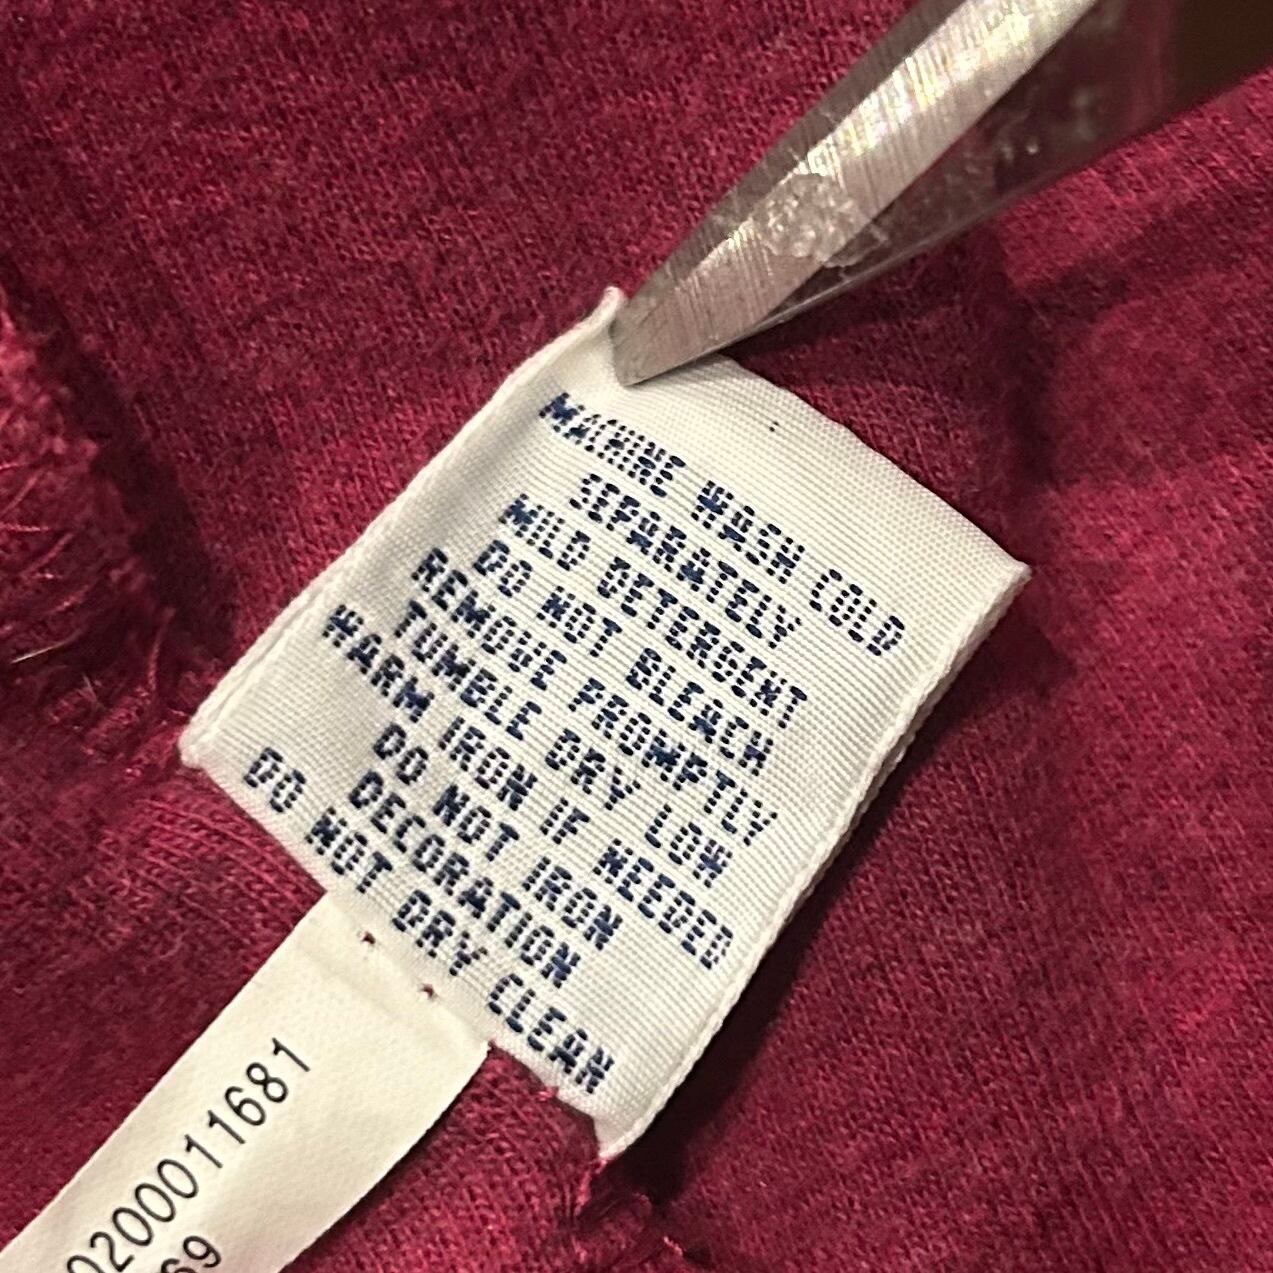 MACHINE WASH COLD
SEPARATELY
MILD DETERGENT
DO NOT BLEACH
REMOVE PROMPTLY
TUMBLE DRY LOW
WARM IRON IF NEEDED
DO NOT IRON
DECORATION
DO NOT DRY CLEAN
0200011681
69